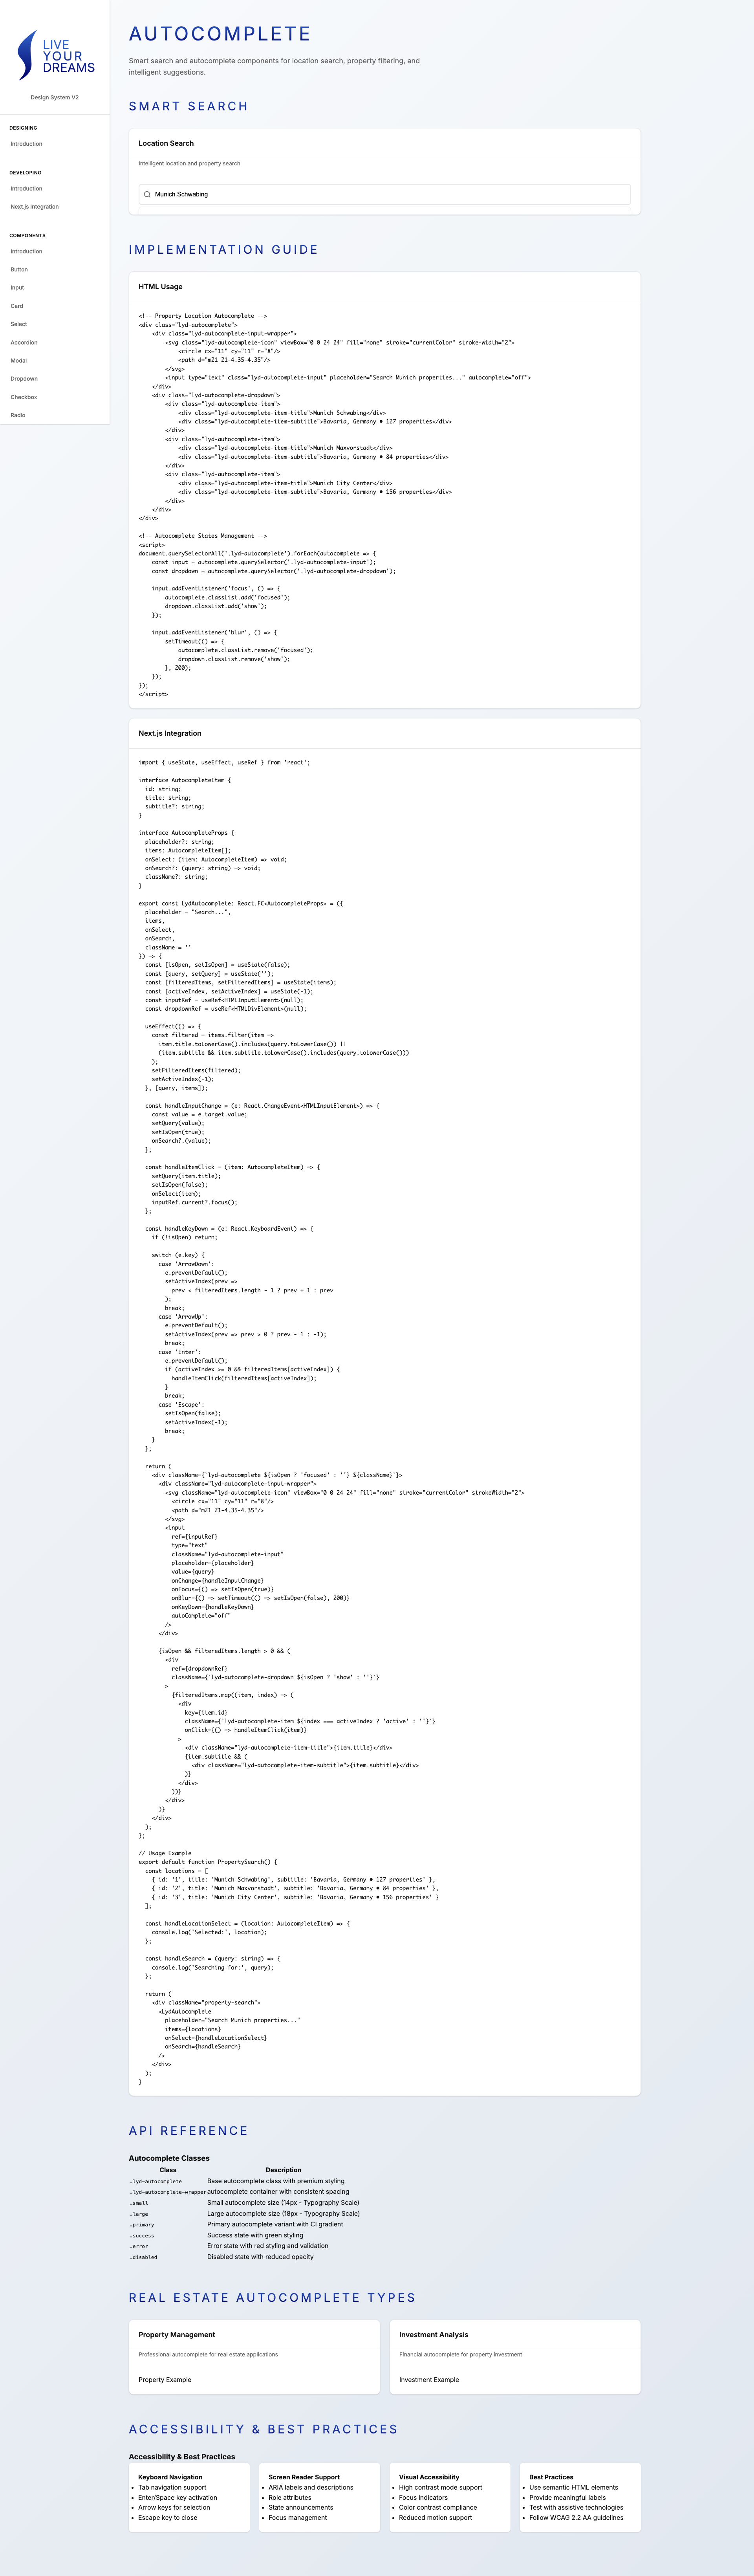 LIVE
YOUR
DREAMS
Design System V2
DESIGNING
Introduction
DEVELOPING
Introduction
Next.js Integration
COMPONENTS
Introduction
Button
Input
Card
Select
Accordion
Modal
Dropdown
Checkbox
Radio
AUTOCOMPLETE
Smart search and autocomplete components for location search, property filtering, and
intelligent suggestions.
SMART SEARCH
Location Search
Intelligent location and property search
Munich Schwabing
IMPLEMENTATION GUIDE
HTML Usage
<!-- Property Location Autocomplete -->
<div class="lyd-autocomplete">
    <div class="lyd-autocomplete-input-wrapper">
        <svg class="lyd-autocomplete-icon" viewBox="0 0 24 24" fill="none" stroke="currentColor" stroke-width="2">
            <circle cx="11" cy="11" r="8"/>
            <path d="m21 21-4.35-4.35"/>
        </svg>
        <input type="text" class="lyd-autocomplete-input" placeholder="Search Munich properties..." autocomplete="off">
    </div>
    <div class="lyd-autocomplete-dropdown">
        <div class="lyd-autocomplete-item">
            <div class="lyd-autocomplete-item-title">Munich Schwabing</div>
            <div class="lyd-autocomplete-item-subtitle">Bavaria, Germany • 127 properties</div>
        </div>
        <div class="lyd-autocomplete-item">
            <div class="lyd-autocomplete-item-title">Munich Maxvorstadt</div>
            <div class="lyd-autocomplete-item-subtitle">Bavaria, Germany • 84 properties</div>
        </div>
        <div class="lyd-autocomplete-item">
            <div class="lyd-autocomplete-item-title">Munich City Center</div>
            <div class="lyd-autocomplete-item-subtitle">Bavaria, Germany • 156 properties</div>
        </div>
    </div>
</div>
<!-- Autocomplete States Management -->
<script>
document.querySelectorAll('.lyd-autocomplete').forEach(autocomplete => {
    const input = autocomplete.querySelector('.lyd-autocomplete-input');
    const dropdown = autocomplete.querySelector('.lyd-autocomplete-dropdown');
    input.addEventListener('focus', () => {
        autocomplete.classList.add('focused');
        dropdown.classList.add('show');
    });
    input.addEventListener('blur', () => {
        setTimeout(() => {
            autocomplete.classList.remove('focused');
            dropdown.classList.remove('show');
        }, 200);
    });
});
</script>
Next.js Integration
import { useState, useEffect, useRef } from 'react';
interface AutocompleteItem {
  id: string;
  title: string;
  subtitle?: string;
}
interface AutocompleteProps {
  placeholder?: string;
  items: AutocompleteItem[];
  onSelect: (item: AutocompleteItem) => void;
  onSearch?: (query: string) => void;
  className?: string;
}
export const LydAutocomplete: React.FC<AutocompleteProps> = ({
  placeholder = "Search...",
  items,
  onSelect,
  onSearch,
  className = ''
}) => {
  const [isOpen, setIsOpen] = useState(false);
  const [query, setQuery] = useState('');
  const [filteredItems, setFilteredItems] = useState(items);
  const [activeIndex, setActiveIndex] = useState(-1);
  const inputRef = useRef<HTMLInputElement>(null);
  const dropdownRef = useRef<HTMLDivElement>(null);
  useEffect(() => {
    const filtered = items.filter(item =>
      item.title.toLowerCase().includes(query.toLowerCase()) ||
      (item.subtitle && item.subtitle.toLowerCase().includes(query.toLowerCase()))
    );
    setFilteredItems(filtered);
    setActiveIndex(-1);
  }, [query, items]);
  const handleInputChange = (e: React.ChangeEvent<HTMLInputElement>) => {
    const value = e.target.value;
    setQuery(value);
    setIsOpen(true);
    onSearch?.(value);
  };
  const handleItemClick = (item: AutocompleteItem) => {
    setQuery(item.title);
    setIsOpen(false);
    onSelect(item);
    inputRef.current?.focus();
  };
  const handleKeyDown = (e: React.KeyboardEvent) => {
    if (!isOpen) return;
    switch (e.key) {
      case 'ArrowDown':
        e.preventDefault();
        setActiveIndex(prev =>
          prev < filteredItems.length - 1 ? prev + 1 : prev
        );
        break;
      case 'ArrowUp':
        e.preventDefault();
        setActiveIndex(prev => prev > 0 ? prev - 1 : -1);
        break;
      case 'Enter':
        e.preventDefault();
        if (activeIndex >= 0 && filteredItems[activeIndex]) {
          handleItemClick(filteredItems[activeIndex]);
        }
        break;
      case 'Escape':
        setIsOpen(false);
        setActiveIndex(-1);
        break;
    }
  };
  return (
    <div className={`lyd-autocomplete ${isOpen ? 'focused' : ''} ${className}`}>
      <div className="lyd-autocomplete-input-wrapper">
        <svg className="lyd-autocomplete-icon" viewBox="0 0 24 24" fill="none" stroke="currentColor" strokeWidth="2">
          <circle cx="11" cy="11" r="8"/>
          <path d="m21 21-4.35-4.35"/>
        </svg>
        <input
          ref={inputRef}
          type="text"
          className="lyd-autocomplete-input"
          placeholder={placeholder}
          value={query}
          onChange={handleInputChange}
          onFocus={() => setIsOpen(true)}
          onBlur={() => setTimeout(() => setIsOpen(false), 200)}
          onKeyDown={handleKeyDown}
          autoComplete="off"
        />
      </div>
      {isOpen && filteredItems.length > 0 && (
        <div
          ref={dropdownRef}
          className={`lyd-autocomplete-dropdown ${isOpen ? 'show' : ''}`}
        >
          {filteredItems.map((item, index) => (
            <div
              key={item.id}
              className={`lyd-autocomplete-item ${index === activeIndex ? 'active' : ''}`}
              onClick={() => handleItemClick(item)}
            >
              <div className="lyd-autocomplete-item-title">{item.title}</div>
              {item.subtitle && (
                <div className="lyd-autocomplete-item-subtitle">{item.subtitle}</div>
              )}
            </div>
          ))}
        </div>
      )}
    </div>
  );
};
// Usage Example
export default function PropertySearch() {
  const locations = [
    { id: '1', title: 'Munich Schwabing', subtitle: 'Bavaria, Germany • 127 properties' },
    { id: '2', title: 'Munich Maxvorstadt', subtitle: 'Bavaria, Germany • 84 properties' },
    { id: '3', title: 'Munich City Center', subtitle: 'Bavaria, Germany • 156 properties' }
  ];
  const handleLocationSelect = (location: AutocompleteItem) => {
    console.log('Selected:', location);
  };
  const handleSearch = (query: string) => {
    console.log('Searching for:', query);
  };
  return (
    <div className="property-search">
      <LydAutocomplete
        placeholder="Search Munich properties..."
        items={locations}
        onSelect={handleLocationSelect}
        onSearch={handleSearch}
      />
    </div>
  );
}
API REFERENCE
Autocomplete Classes
Class Description
.lyd-autocomplete Base autocomplete class with premium styling
.lyd-autocomplete-wrapper autocomplete container with consistent spacing
.small Small autocomplete size (14px - Typography Scale)
.large Large autocomplete size (18px - Typography Scale)
.primary Primary autocomplete variant with CI gradient
.success Success state with green styling
.error Error state with red styling and validation
.disabled Disabled state with reduced opacity
REAL ESTATE AUTOCOMPLETE TYPES
Property Management
Professional autocomplete for real estate applications
Property Example
Investment Analysis
Financial autocomplete for property investment
Investment Example
ACCESSIBILITY & BEST PRACTICES
Accessibility & Best Practices
Keyboard Navigation
• Tab navigation support
• Enter/Space key activation
• Arrow keys for selection
• Escape key to close
Screen Reader Support
• ARIA labels and descriptions
• Role attributes
• State announcements
• Focus management
Visual Accessibility
• High contrast mode support
• Focus indicators
• Color contrast compliance
• Reduced motion support
Best Practices
• Use semantic HTML elements
• Provide meaningful labels
• Test with assistive technologies
• Follow WCAG 2.2 AA guidelines